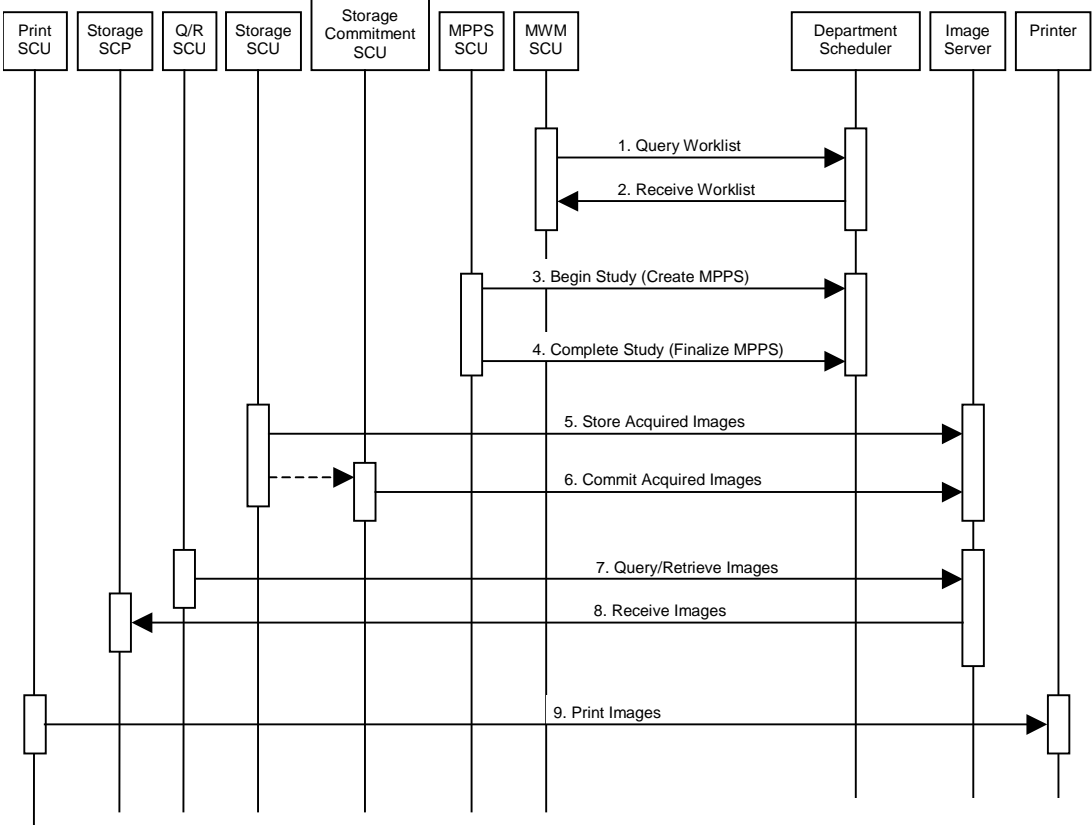 Print
SCU
Storage
SCP
Q/R
SCU
Storage
SCU
Storage
Commitment
SCU
MPPS
SCU
MWM
SCU
Department
Scheduler
Image
Server
Printer
1. Query Worklist
2. Receive Worklist
3. Begin Study (Create MPPS)
4. Complete Study (Finalize MPPS)
5. Store Acquired Images
6. Commit Acquired Images
7. Query/Retrieve Images
8. Receive Images
9. Print Images